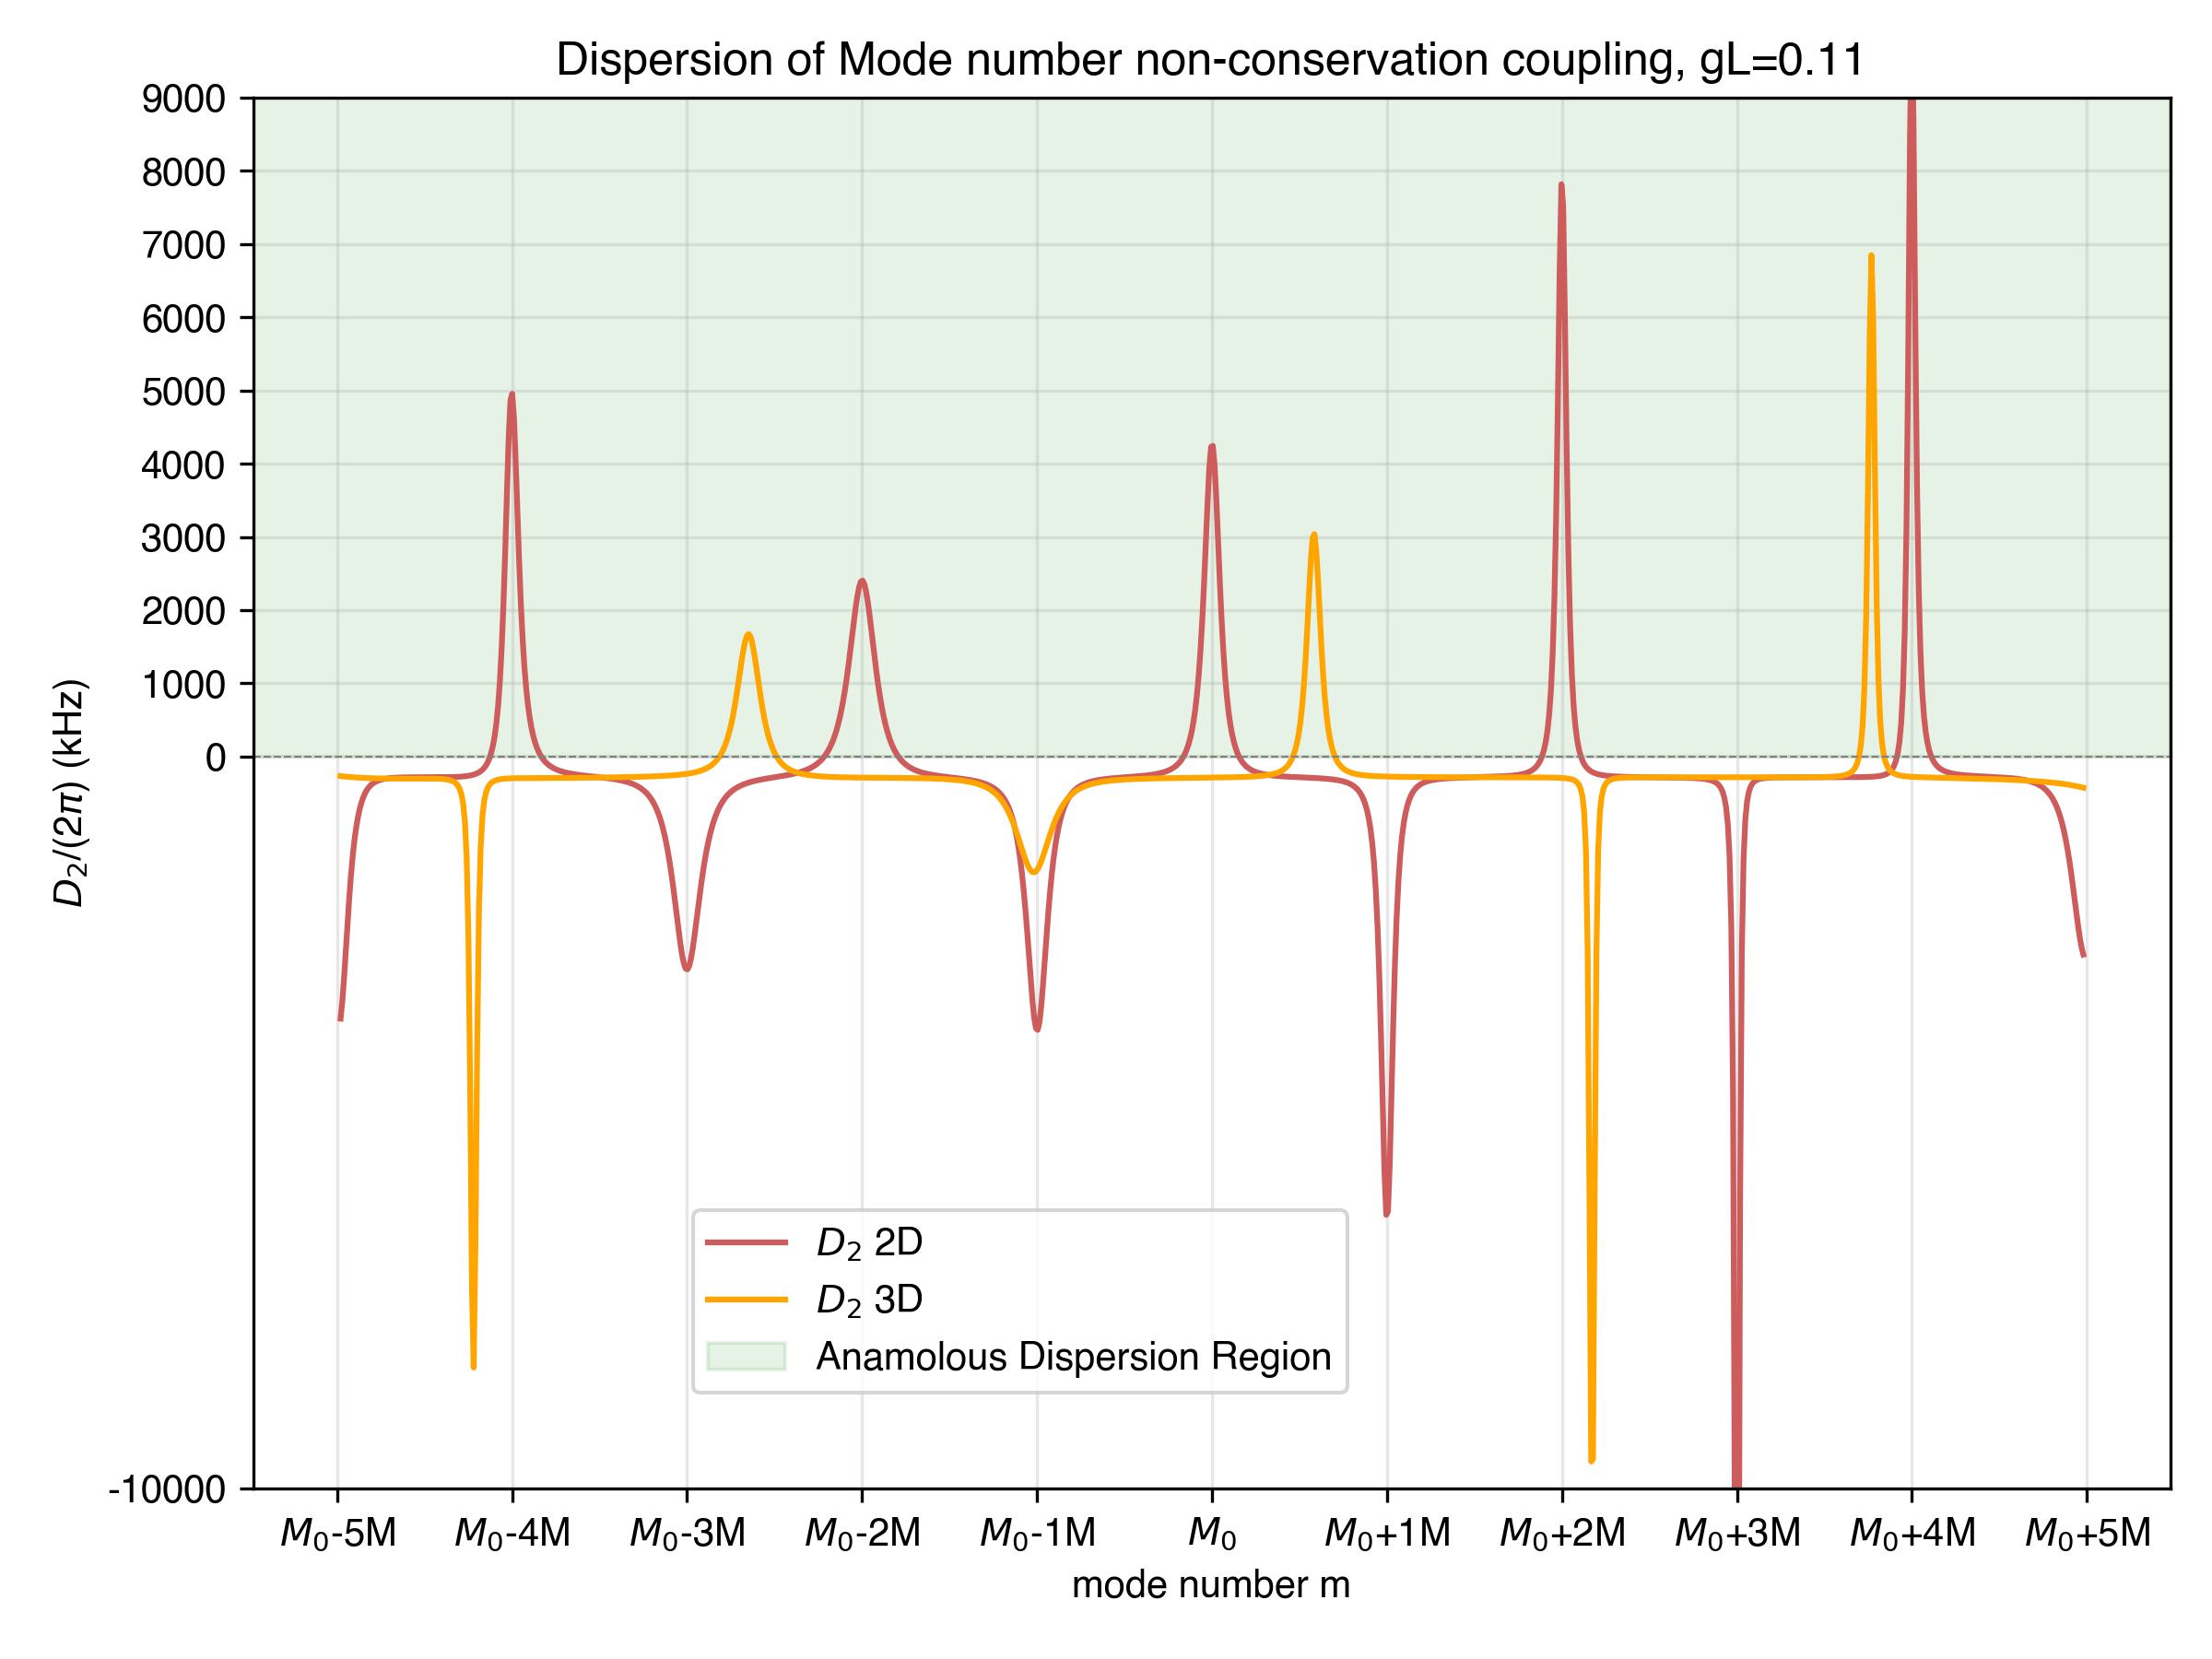 Dispersion of Mode number non-conservation coupling, gL=0.11
9000
8000
7000
6000
5000
4000
3000
2000
1000
0
-10000
D₂/(2π) (kHz)
D₂ 2D
D₂ 3D
Anamolous Dispersion Region
M₀-5M M₀-4M M₀-3M M₀-2M M₀-1M M₀ M₀+1M M₀+2M M₀+3M M₀+4M M₀+5M
mode number m